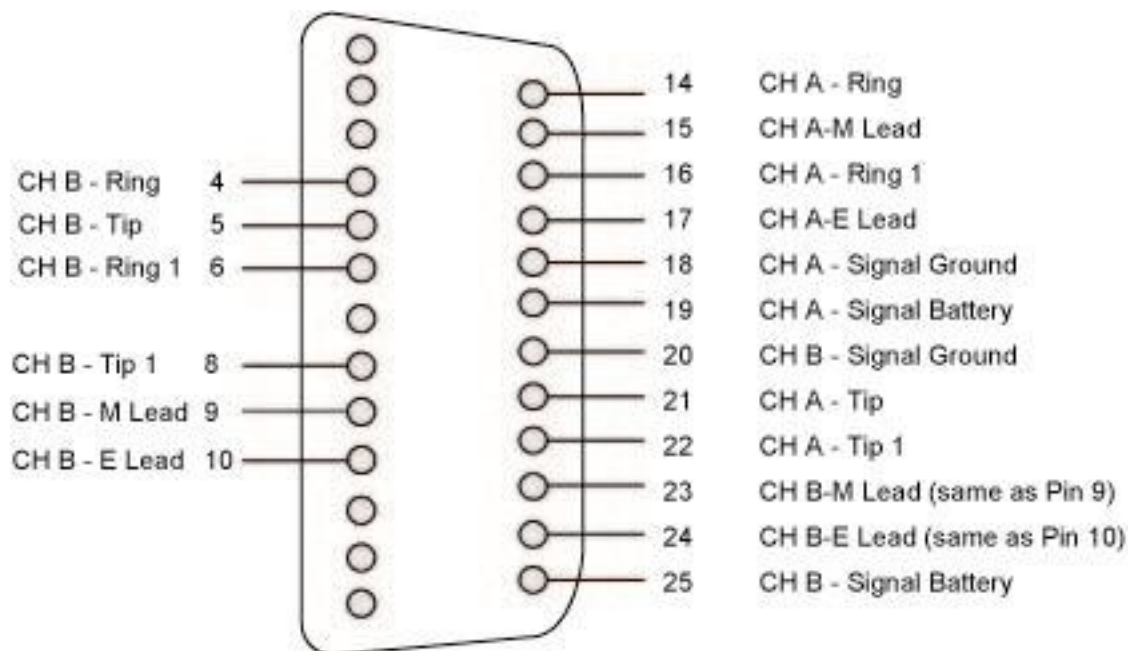 CH B - Ring 4
CH B - Tip 5
CH B - Ring 1 6
CH B - Tip 1 8
CH B - M Lead 9
CH B - E Lead 10
14 CH A - Ring
15 CH A-M Lead
16 CH A - Ring 1
17 CH A-E Lead
18 CH A - Signal Ground
19 CH A - Signal Battery
20 CH B - Signal Ground
21 CH A - Tip
22 CH A - Tip 1
23 CH B-M Lead (same as Pin 9)
24 CH B-E Lead (same as Pin 10)
25 CH B - Signal Battery